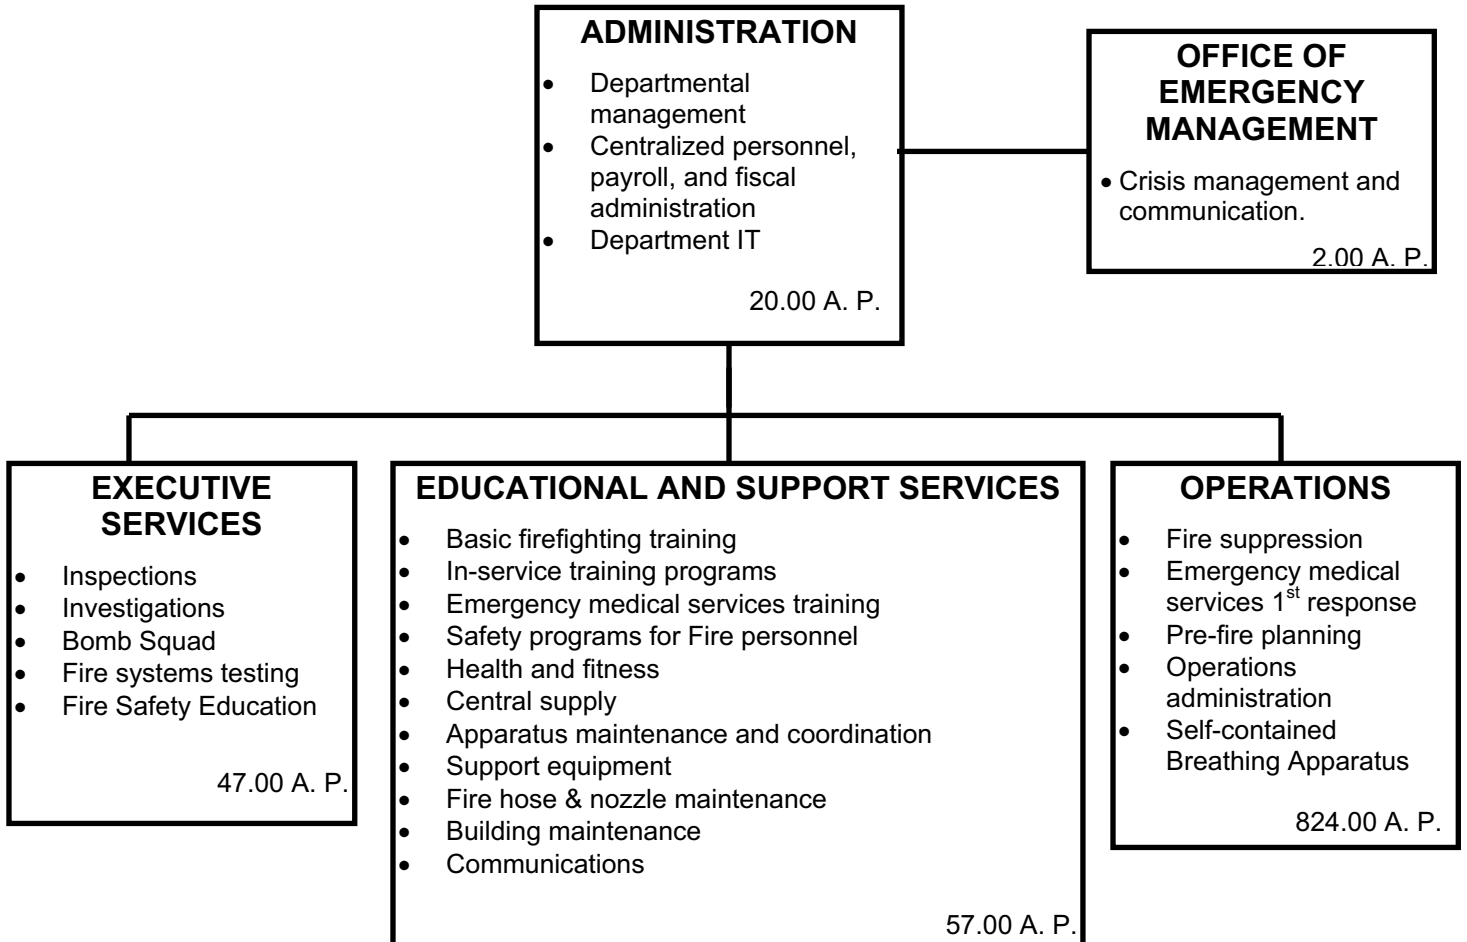 ADMINISTRATION
• Departmental
management
• Centralized personnel,
payroll, and fiscal
administration
• Department IT
20.00 A. P.
OFFICE OF
EMERGENCY
MANAGEMENT
• Crisis management and
communication.
2.00 A. P.
EXECUTIVE
SERVICES
• Inspections
• Investigations
• Bomb Squad
• Fire systems testing
• Fire Safety Education
47.00 A. P.
EDUCATIONAL AND SUPPORT SERVICES
• Basic firefighting training
• In-service training programs
• Emergency medical services training
• Safety programs for Fire personnel
• Health and fitness
• Central supply
• Apparatus maintenance and coordination
• Support equipment
• Fire hose & nozzle maintenance
• Building maintenance
• Communications
57.00 A. P.
OPERATIONS
• Fire suppression
• Emergency medical
services 1st response
• Pre-fire planning
• Operations
administration
• Self-contained
Breathing Apparatus
824.00 A. P.